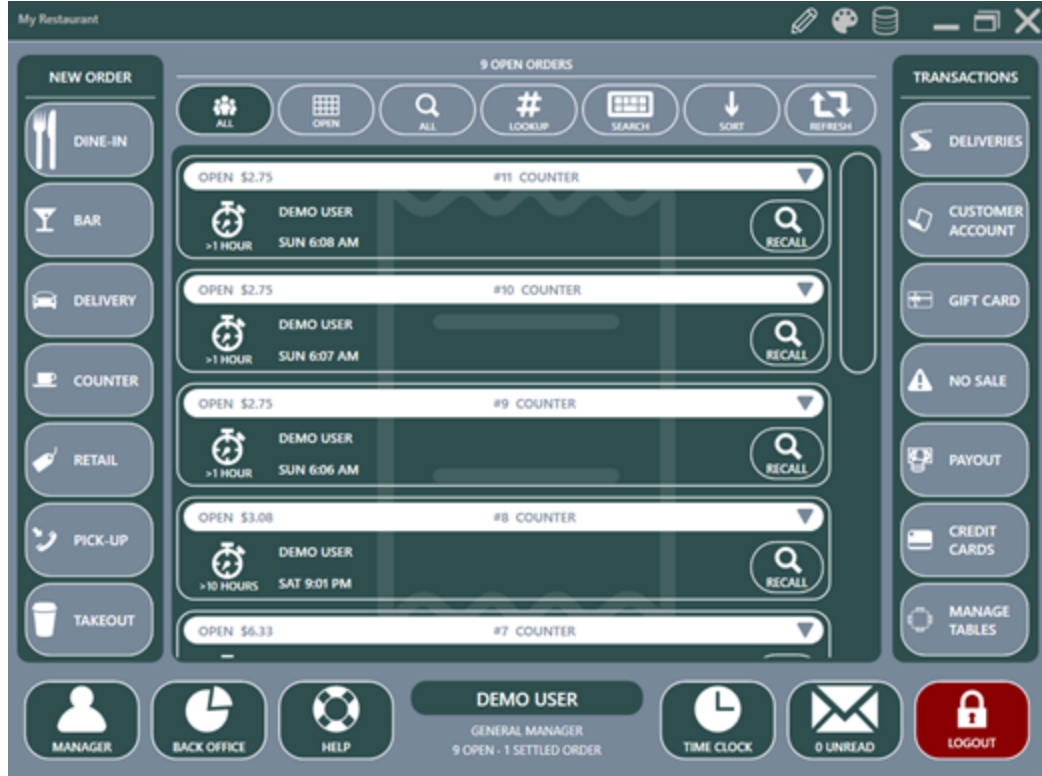 My Restaurant
NEW ORDER
DINE-IN
BAR
DELIVERY
COUNTER
RETAIL
PICK-UP
TAKEOUT
9 OPEN ORDERS
ALL
OPEN
ALL
LOOKUP
SEARCH
SORT
REFRESH
OPEN $2.75 #11 COUNTER
DEMO USER
>1 HOUR SUN 6:08 AM
RECALL
OPEN $2.75 #10 COUNTER
DEMO USER
>1 HOUR SUN 6:07 AM
RECALL
OPEN $2.75 #9 COUNTER
DEMO USER
>1 HOUR SUN 6:06 AM
RECALL
OPEN $3.08 #8 COUNTER
DEMO USER
>10 HOURS SAT 9:01 PM
RECALL
OPEN $6.33 #7 COUNTER
TRANSACTIONS
DELIVERIES
CUSTOMER
ACCOUNT
GIFT CARD
NO SALE
PAYOUT
CREDIT
CARDS
MANAGE
TABLES
MANAGER
BACK OFFICE
HELP
DEMO USER
GENERAL MANAGER
9 OPEN - 1 SETTLED ORDER
TIME CLOCK
0 UNREAD
LOGOUT